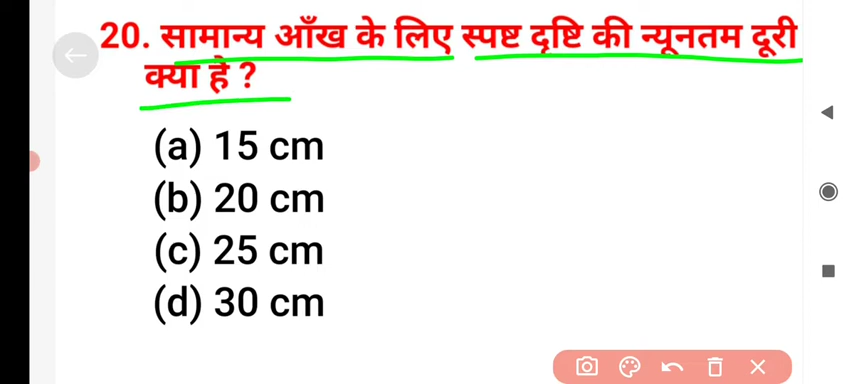 20. सामान्य आँख के लिए स्पष्ट दृष्टि की न्यूनतम दूरी
क्या है ?
(a) 15 cm
(b) 20 cm
(c) 25 cm
(d) 30 cm